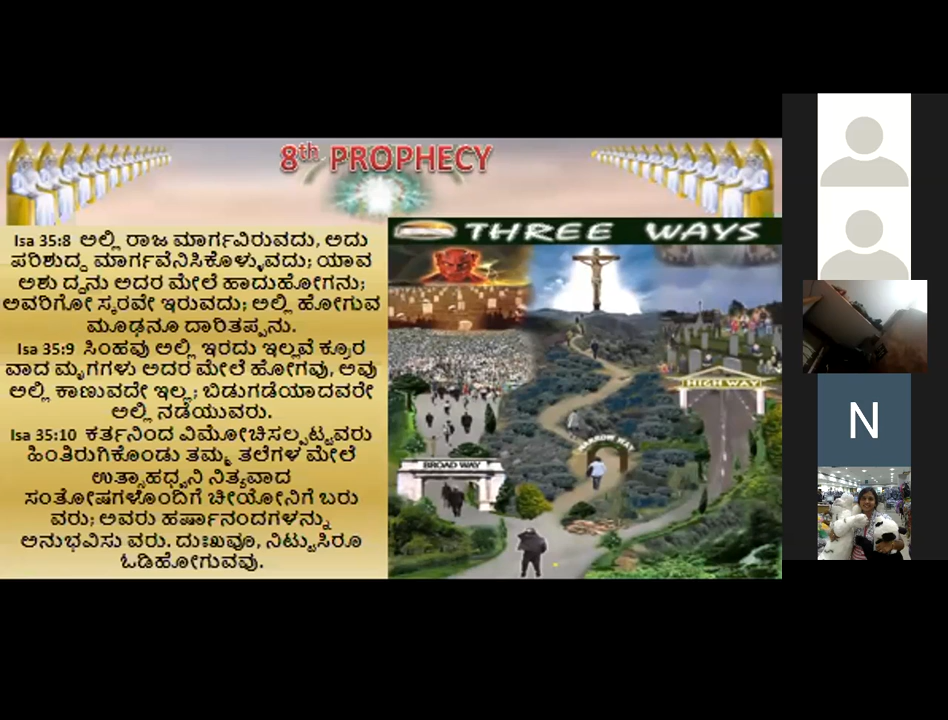 8th PROPHECY
Isa 35:8 ಅಲ್ಲಿ ರಾಜ ಮಾರ್ಗವಿರುವದು, ಅದು
ಪರಿಶುದ್ಧ ಮಾರ್ಗವೆನಿಸಿಕೊಳ್ಳುವದು; ಯಾವ
ಅಶು ದ್ಧನು ಅದರ ಮೇಲೆ ಹಾದುಹೋಗನು;
ಅವರಿಗೋ ಸ್ಕರವೇ ಇರುವದು; ಅಲ್ಲಿ ಹೋಗುವ
ಮೂಢನೂ ದಾರಿತಪ್ಪನು.
Isa 35:9 ಸಿಂಹವು ಅಲ್ಲಿ ಇರದು ಇಲ್ಲವೆ ಕ್ರೂರ
ವಾದ ಮೃಗಗಳು ಅದರ ಮೇಲೆ ಹೋಗವು, ಅವು
ಅಲ್ಲಿ ಕಾಣುವದೇ ಇಲ್ಲ; ಬಿಡುಗಡೆಯಾದವರೇ
ಅಲ್ಲಿ ನಡೆಯುವರು.
Isa 35:10 ಕರ್ತನಿಂದ ವಿಮೋಚಿಸಲ್ಪಟ್ಟವರು
ಹಿಂತಿರುಗಿಕೊಂಡು ತಮ್ಮ ತಲೆಗಳ ಮೇಲೆ
ಉತ್ಸಾಹಧ್ವನಿ ನಿತ್ಯವಾದ
ಸಂತೋಷಗಳೊಂದಿಗೆ ಚೀಯೋನಿಗೆ ಬರು
ವರು; ಅವರು ಹರ್ಷಾನಂದಗಳನ್ನು
ಅನುಭವಿಸು ವರು. ದುಃಖವೂ, ನಿಟ್ಟುಸಿರೂ
ಓಡಿಹೋಗುವವು.
THREE WAYS
HIGH WAY
NARROW WAY
BROAD WAY
N